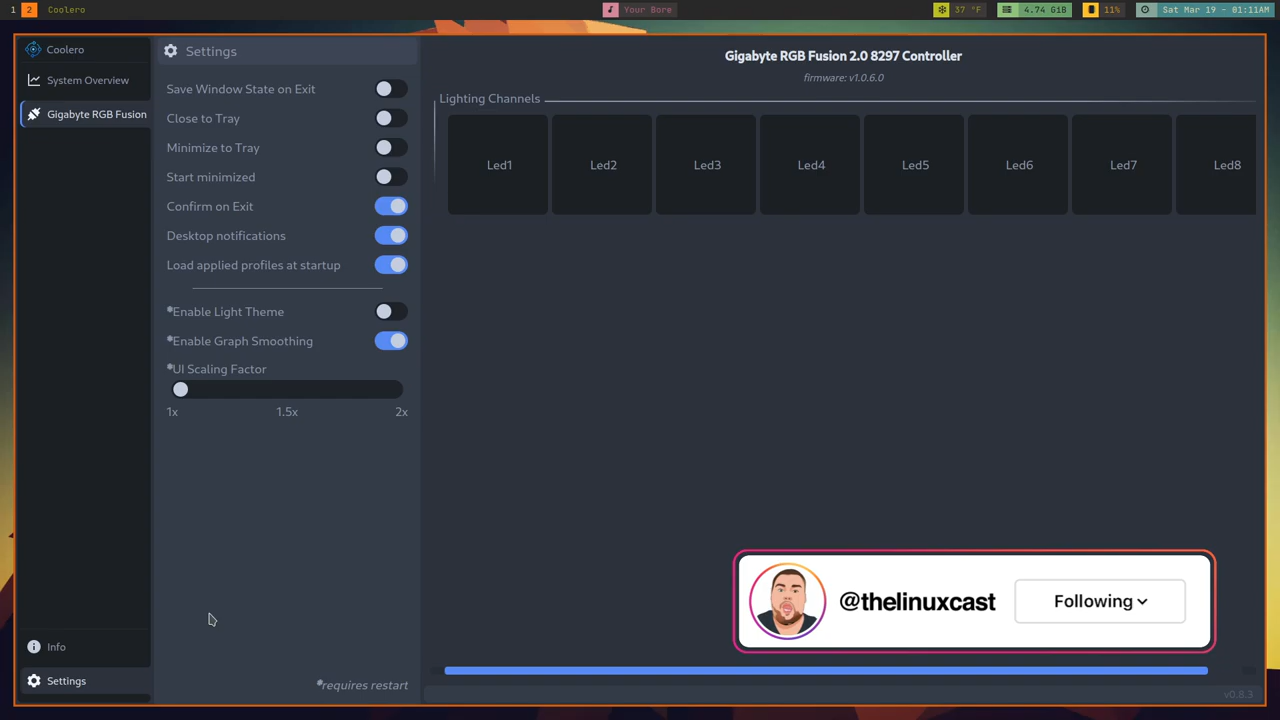 1 2 Coolero Your Bore 37 °F 4.74 GiB 11% Sat Mar 19 - 01:11AM
Coolero
System Overview
Gigabyte RGB Fusion
Info
Settings
Settings
Save Window State on Exit
Close to Tray
Minimize to Tray
Start minimized
Confirm on Exit
Desktop notifications
Load applied profiles at startup
*Enable Light Theme
*Enable Graph Smoothing
*UI Scaling Factor
1x 1.5x 2x
*requires restart
Gigabyte RGB Fusion 2.0 8297 Controller
firmware: v1.0.6.0
Lighting Channels
Led1 Led2 Led3 Led4 Led5 Led6 Led7 Led8
@thelinuxcast Following
v0.8.3